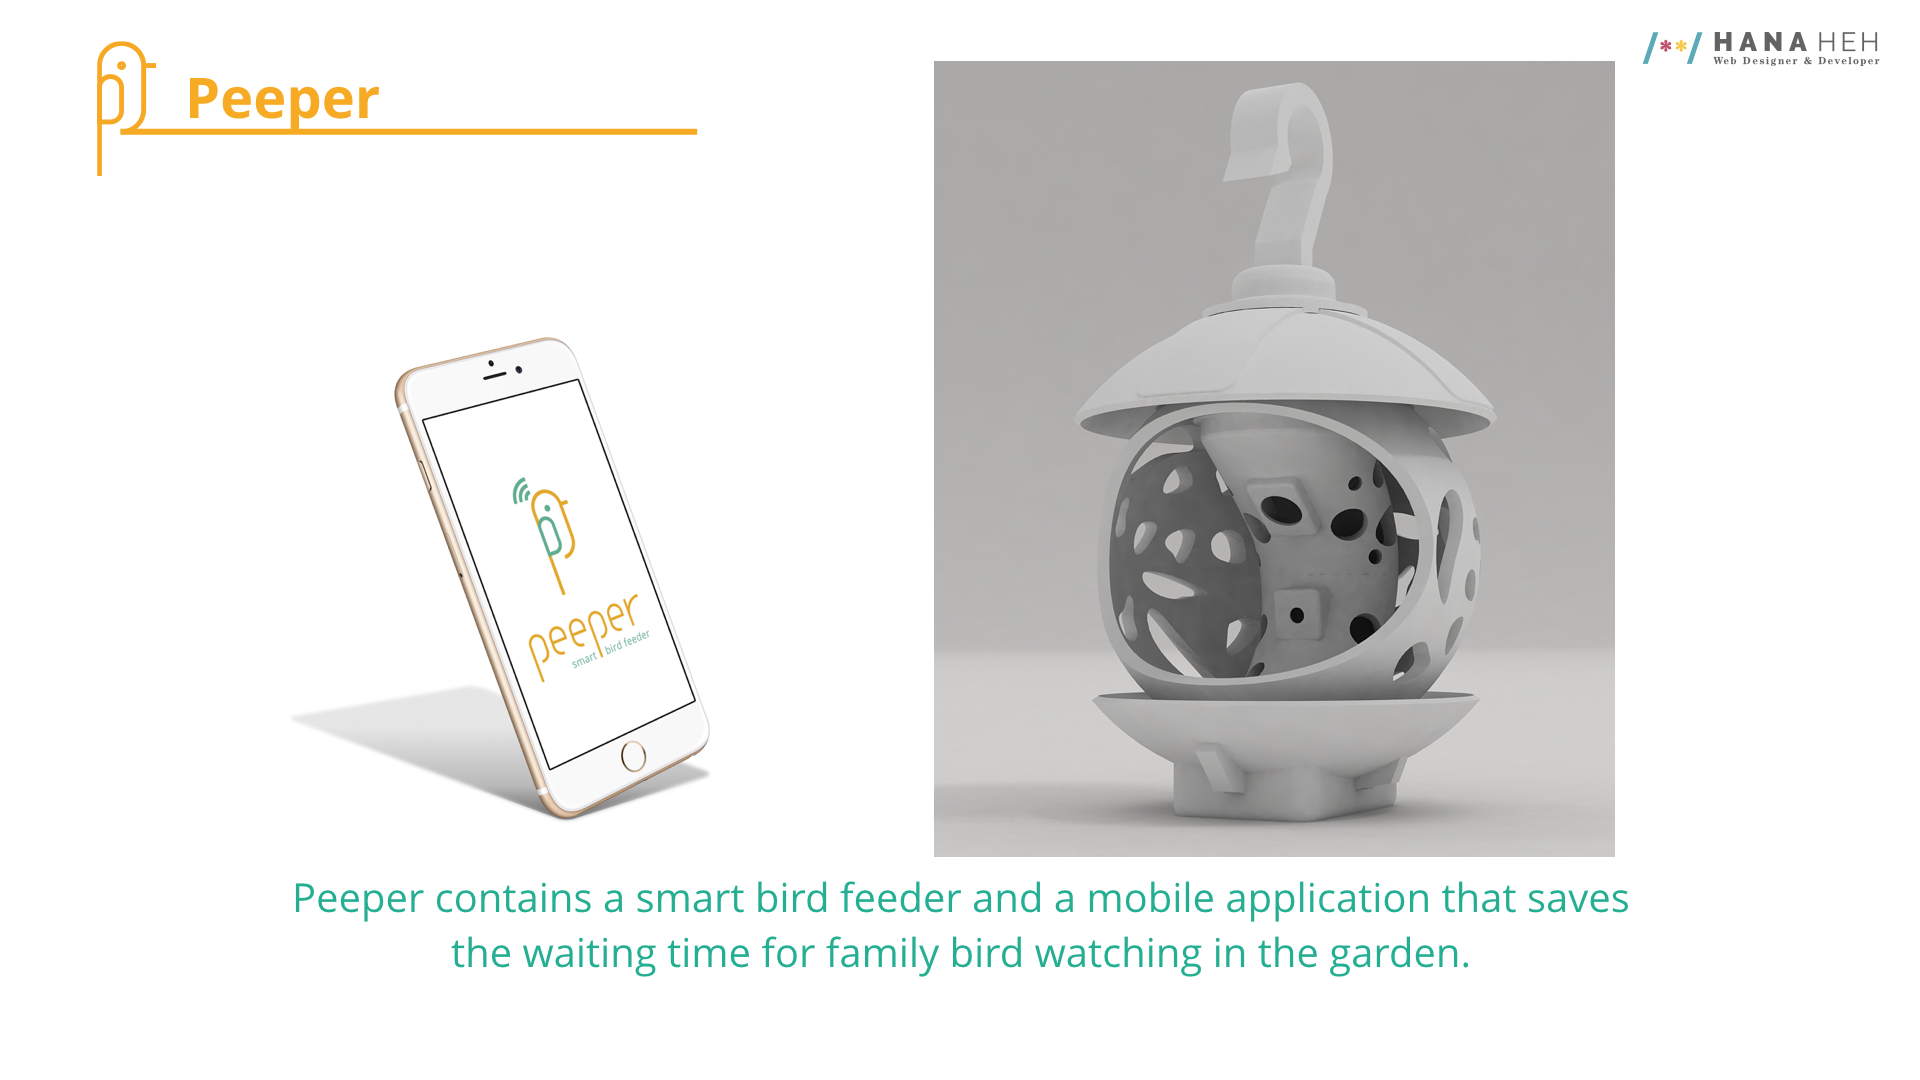 Peeper
/**/ HANA HEH
Web Designer & Developer
peeper
smart bird feeder
Peeper contains a smart bird feeder and a mobile application that saves
the waiting time for family bird watching in the garden.